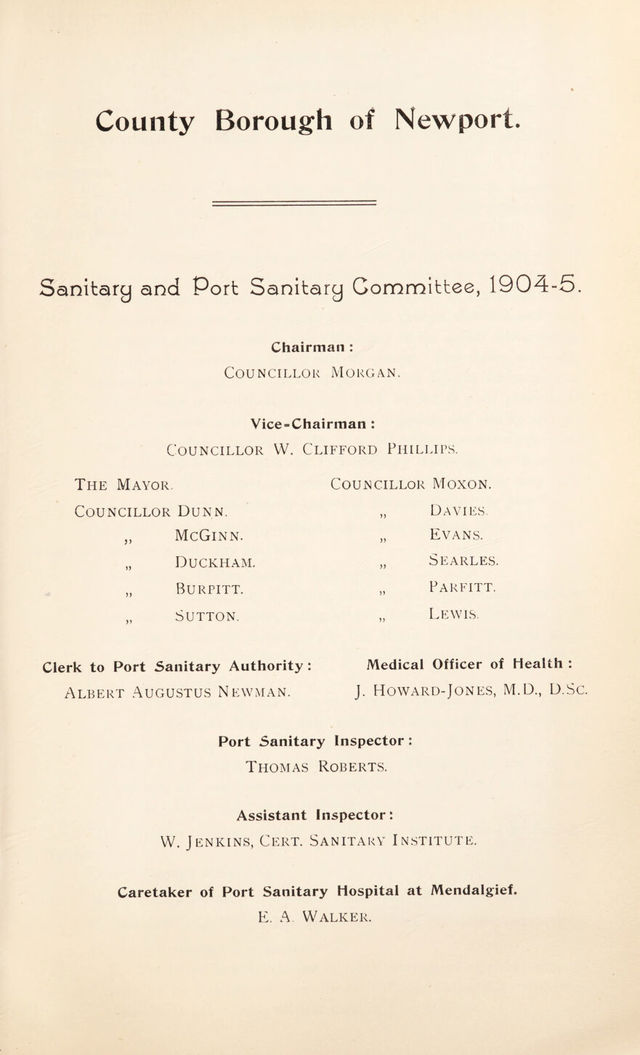 County Borough of Newport.
Sanitary and Port Sanitary Committee, 1904-5.
Chairman :
COUNCILLOR MORGAN.
Vice-Chairman :
COUNCILLOR W. CLIFFORD PHILLIPS.
THE MAYOR. COUNCILLOR MOXON.
COUNCILLOR DUNN. „ DAVIES.
„ MCGINN. „ EVANS.
„ DUCKHAM. „ SEARLES.
„ BURPITT. „ PARFITT.
„ SUTTON. „ LEWIS.
Clerk to Port Sanitary Authority : Medical Officer of Health :
ALBERT AUGUSTUS NEWMAN. J. HOWARD-JONES, M.D., D.SC.
Port Sanitary Inspector :
THOMAS ROBERTS.
Assistant Inspector :
W. JENKINS, CERT. SANITARY INSTITUTE.
Caretaker of Port Sanitary Hospital at Mendalgief.
E. A. WALKER.